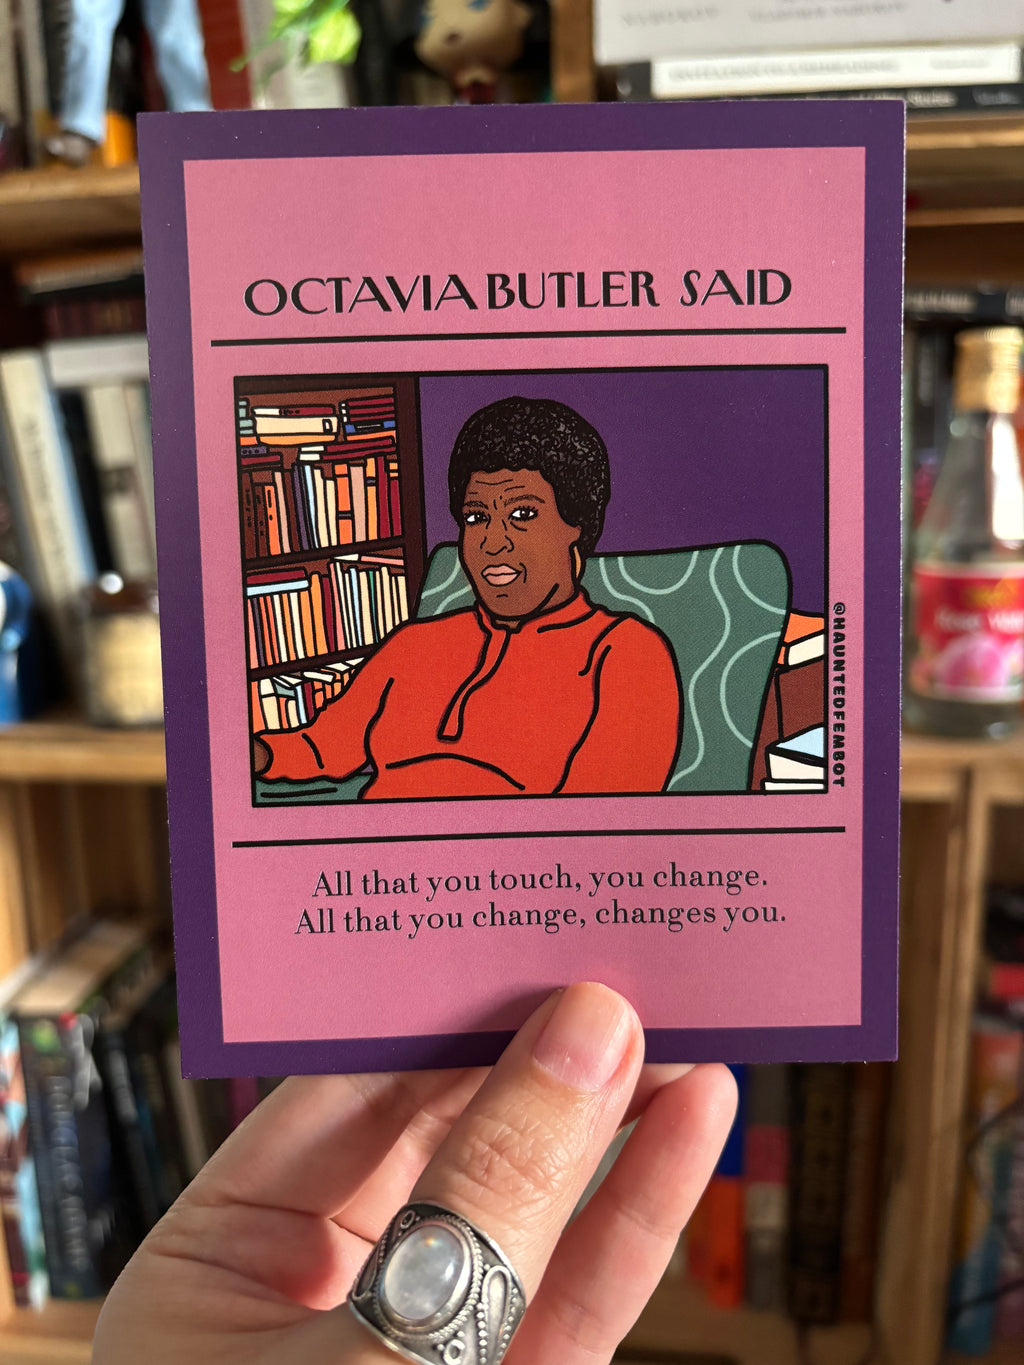 OCTAVIA BUTLER SAID
@HAUNTEDFEMBOT
All that you touch, you change.
All that you change, changes you.